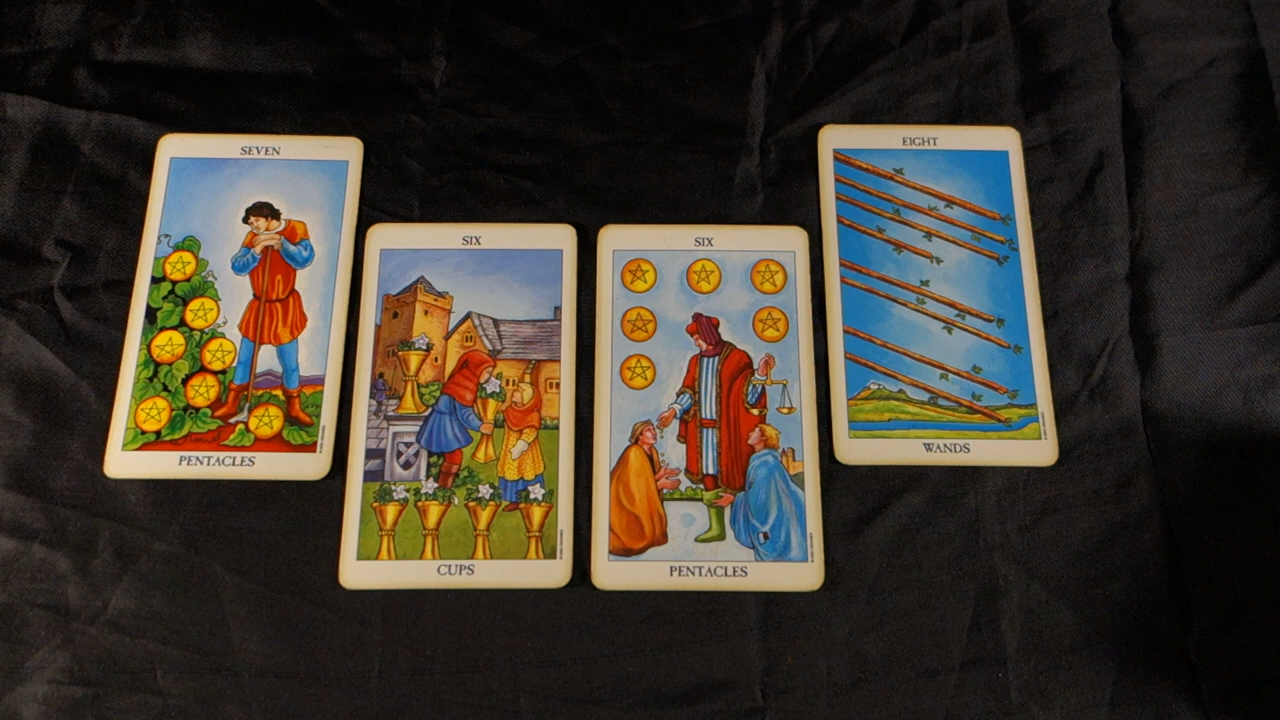 SEVEN
PENTACLES
SIX
CUPS
SIX
PENTACLES
EIGHT
WANDS